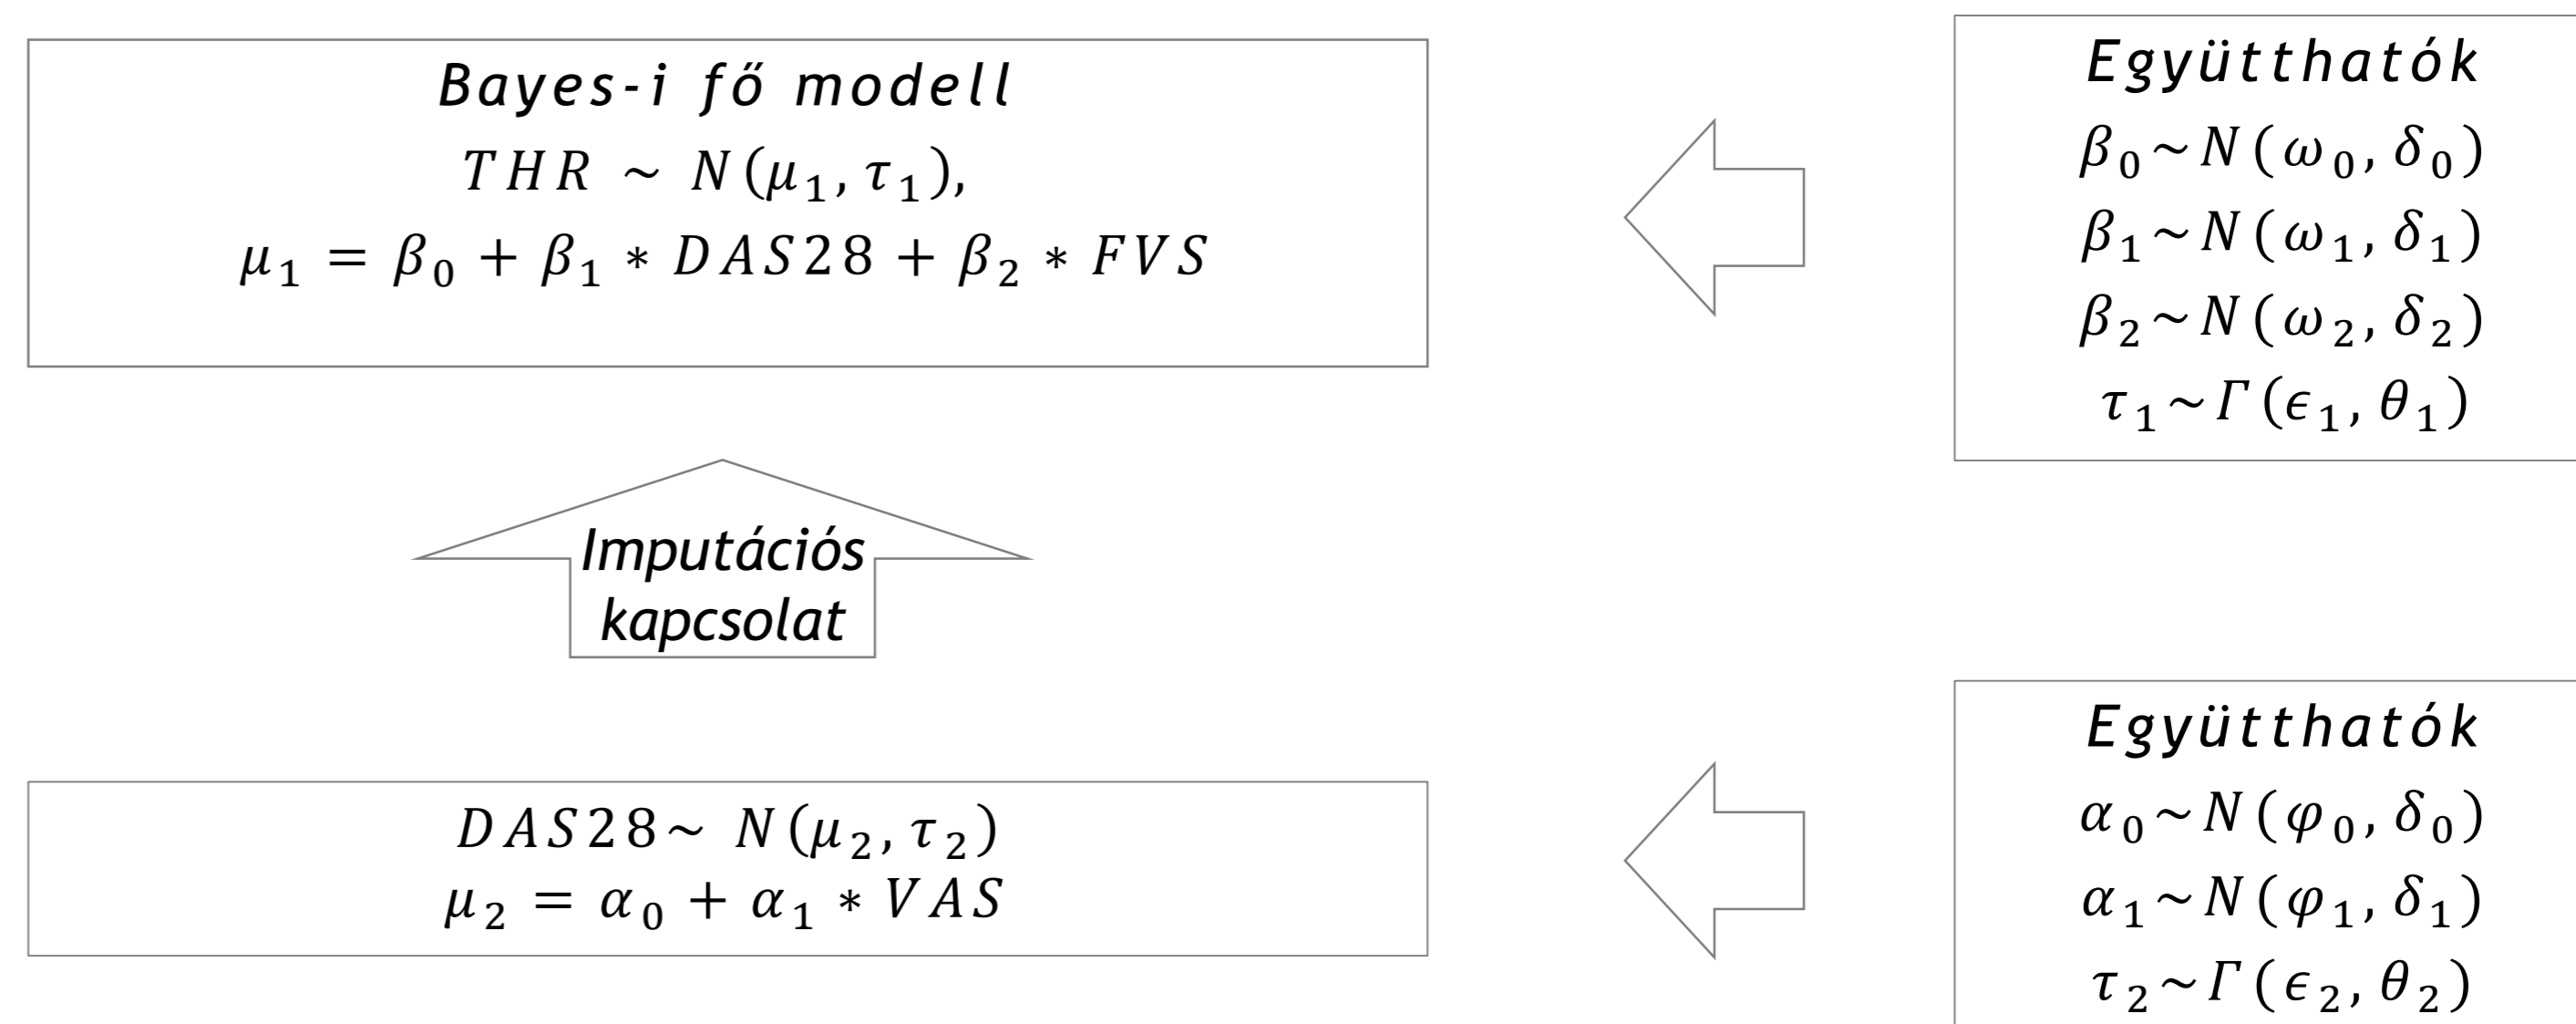 Bayes-i fő modell
THR ~ N(μ₁, τ₁),
μ₁ = β₀ + β₁ * DAS28 + β₂ * FVS
Együtthatók
β₀~N(ω₀, δ₀)
β₁~N(ω₁, δ₁)
β₂~N(ω₂, δ₂)
τ₁~Γ(ϵ₁, θ₁)
Imputációs
kapcsolat
DAS28~ N(μ₂, τ₂)
μ₂ = α₀ + α₁ * VAS
Együtthatók
α₀~N(φ₀, δ₀)
α₁~N(φ₁, δ₁)
τ₂~Γ(ϵ₂, θ₂)